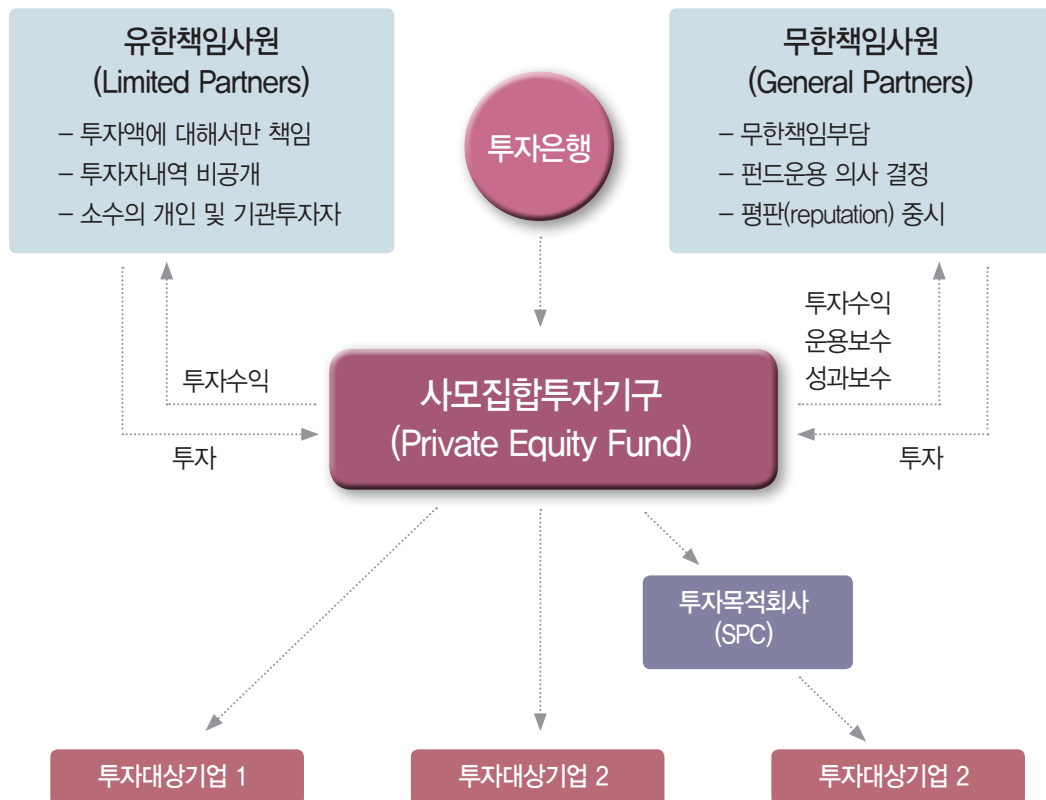 유한책임사원
(Limited Partners)
– 투자액에 대해서만 책임
– 투자자내역 비공개
– 소수의 개인 및 기관투자자
투자은행
무한책임사원
(General Partners)
– 무한책임부담
– 펀드운용 의사 결정
– 평판(reputation) 중시
투자수익
투자
사모집합투자기구
(Private Equity Fund)
투자수익
운용보수
성과보수
투자
투자목적회사
(SPC)
투자대상기업 1
투자대상기업 2
투자대상기업 2